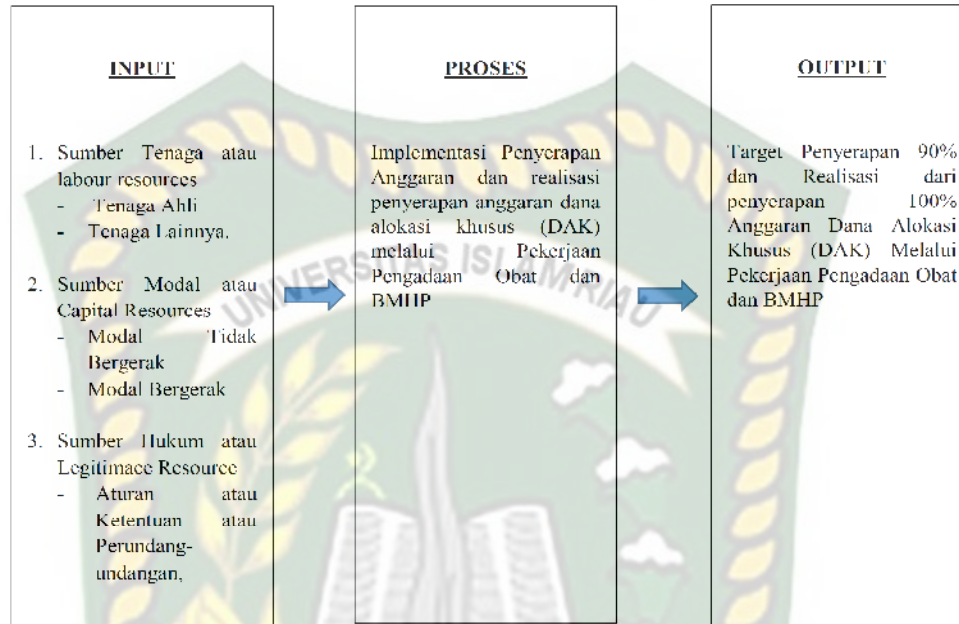 INPUT
1. Sumber Tenaga atau
labour resources
- Tenaga Ahli
- Tenaga Lainnya.
2. Sumber Modal atau
Capital Resources
- Modal Tidak
Bergerak
- Modal Bergerak
3. Sumber Hukum atau
Legitimace Resource
- Aturan atau
Ketentuan atau
Perundang-
undangan,
PROSES
Implementasi Penyerapan
Anggaran dan realisasi
penyerapan anggaran dana
alokasi khusus (DAK)
melalui Pekerjaan
Pengadaan Obat dan
BMHP
OUTPUT
Target Penyerapan 90%
dan Realisasi dari
penyerapan 100%
Anggaran Dana Alokasi
Khusus (DAK) Melalui
Pekerjaan Pengadaan Obat
dan BMHP
UNIVERSITAS ISLAM RIAU